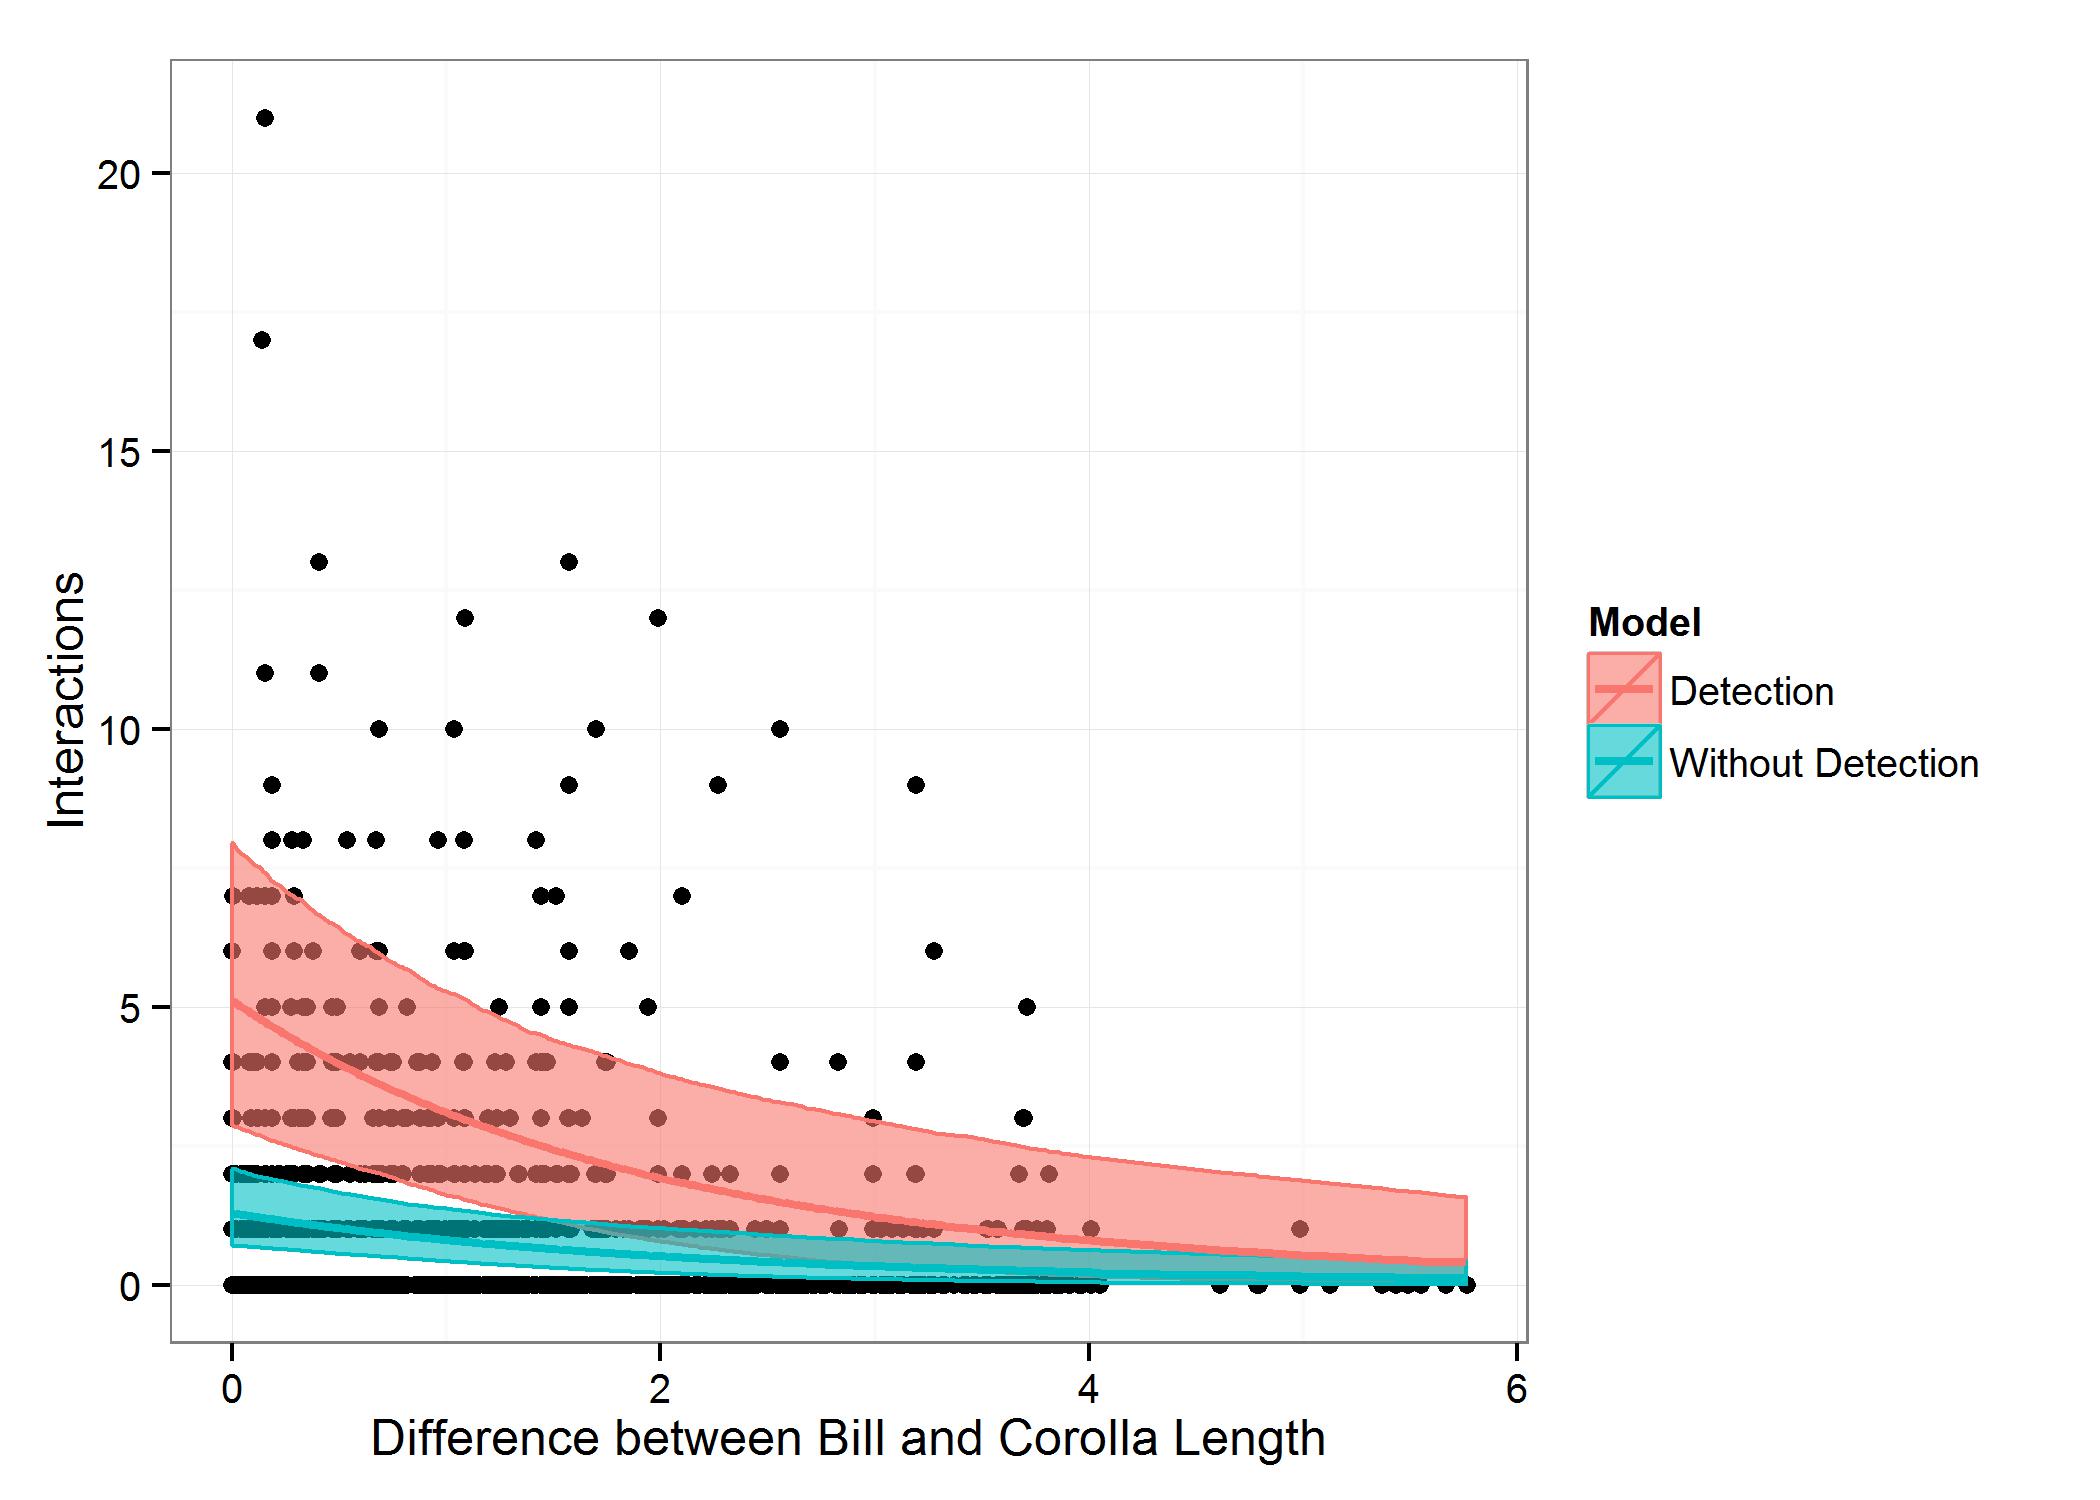 20
15
10
5
0
Interactions
0 2 4 6
Difference between Bill and Corolla Length
Model
Detection
Without Detection